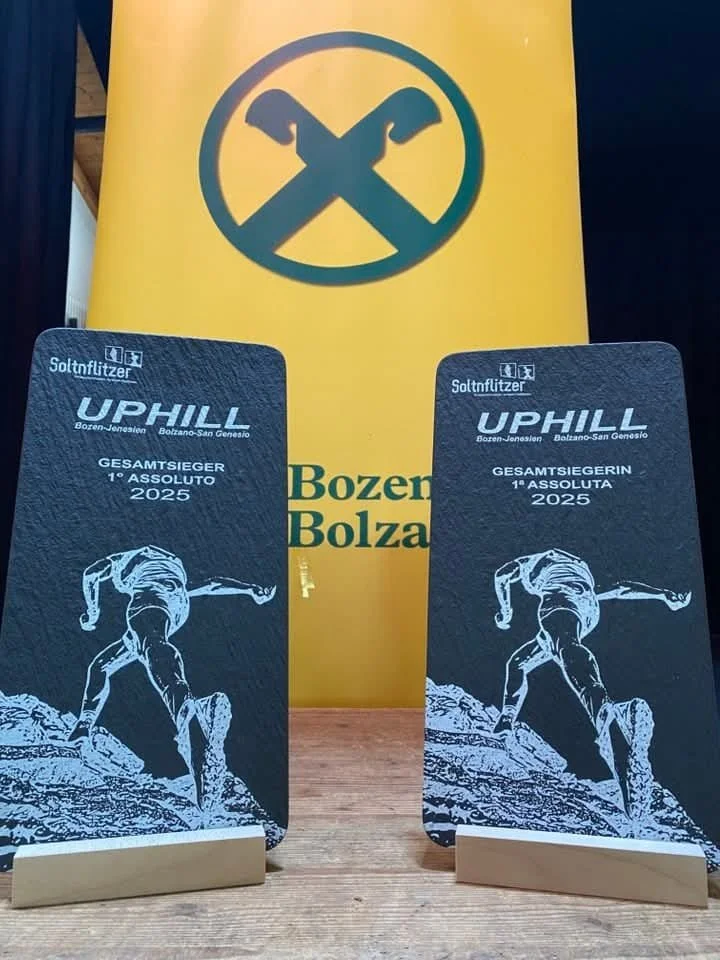 Soltnflitzer
UPHILL
Bozen-Jenesien Bolzano-San Genesio
GESAMTSIEGER
1° ASSOLUTO
2025
Bozen
Bolza
Soltnflitzer
UPHILL
Bozen-Jenesien Bolzano-San Genesio
GESAMTSIEGERIN
1ª ASSOLUTA
2025